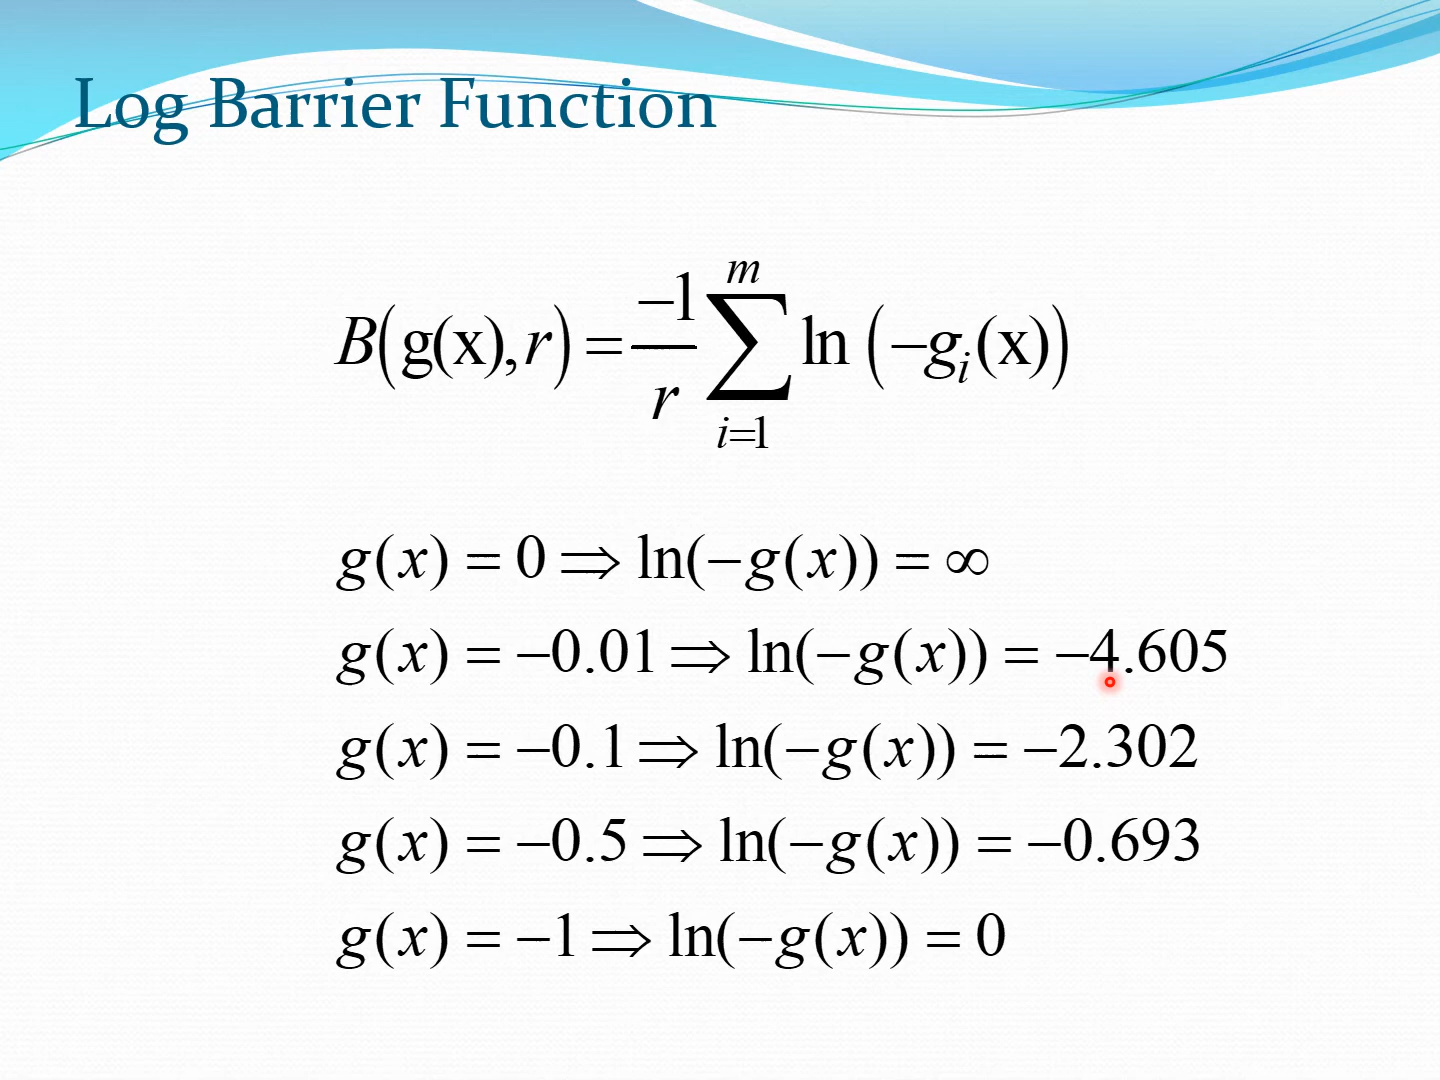 Log Barrier Function
B(g(x), r) = −1/r ∑_{i=1}^{m} ln (−g_i(x))
g(x) = 0 ⇒ ln(−g(x)) = ∞
g(x) = −0.01 ⇒ ln(−g(x)) = −4.605
g(x) = −0.1 ⇒ ln(−g(x)) = −2.302
g(x) = −0.5 ⇒ ln(−g(x)) = −0.693
g(x) = −1 ⇒ ln(−g(x)) = 0